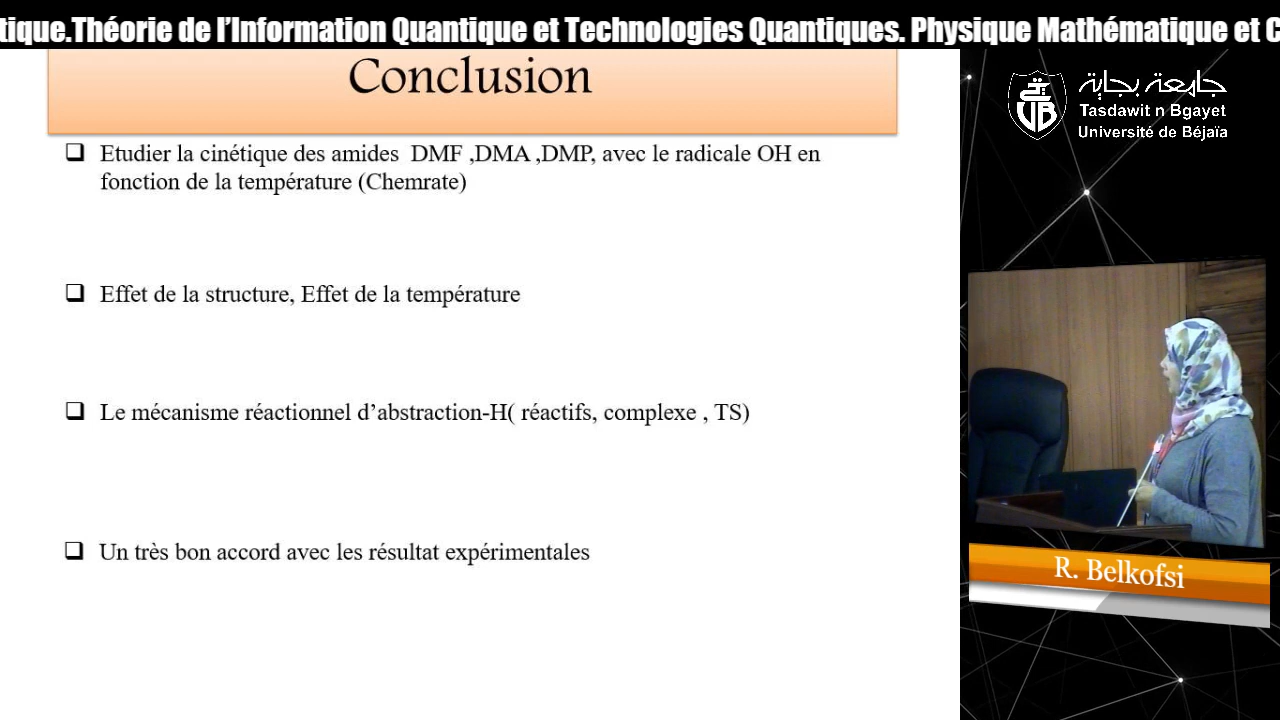 tique.Théorie de l’Information Quantique et Technologies Quantiques. Physique Mathématique et C
Conclusion
❑ Etudier la cinétique des amides DMF ,DMA ,DMP, avec le radicale OH en
fonction de la température (Chemrate)
❑ Effet de la structure, Effet de la température
❑ Le mécanisme réactionnel d’abstraction-H( réactifs, complexe , TS)
❑ Un très bon accord avec les résultat expérimentales
UB
جامعة بجاية
Tasdawit n Bgayet
Université de Béjaïa
R. Belkofsi